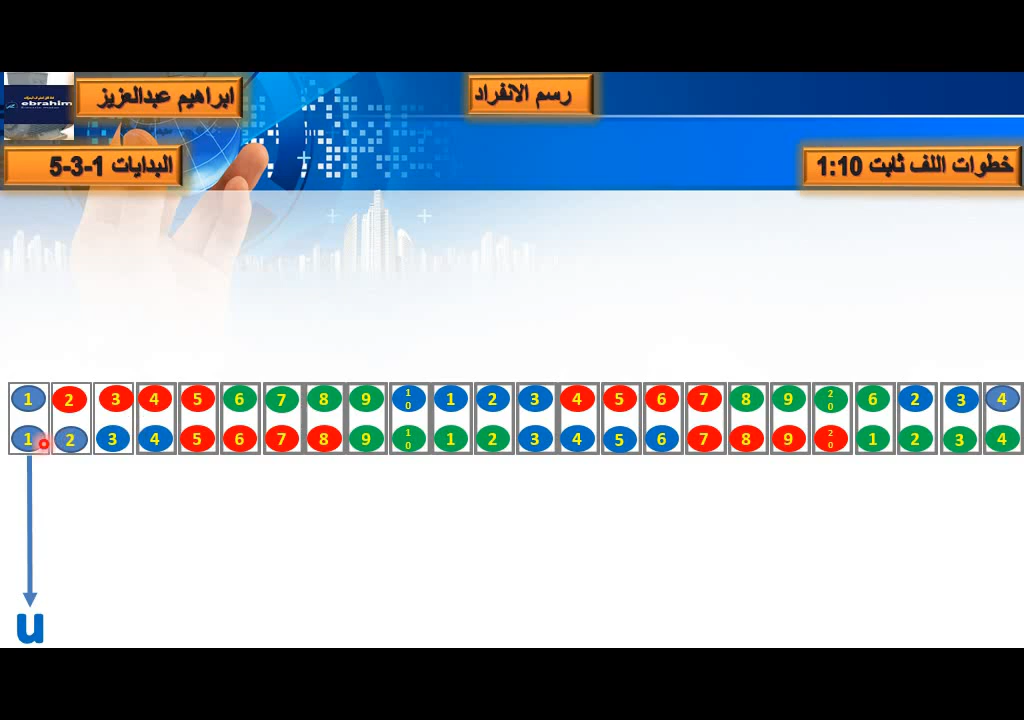 ebrahim
ابراهيم عبدالعزيز
رسم الانفراد
البدايات 1-3-5
خطوات اللف ثابت 1:10
1 2 3 4 5 6 7 8 9 10 1 2 3 4 5 6 7 8 9 20 6 2 3 4
1 2 3 4 5 6 7 8 9 10 1 2 3 4 5 6 7 8 9 20 1 2 3 4
u